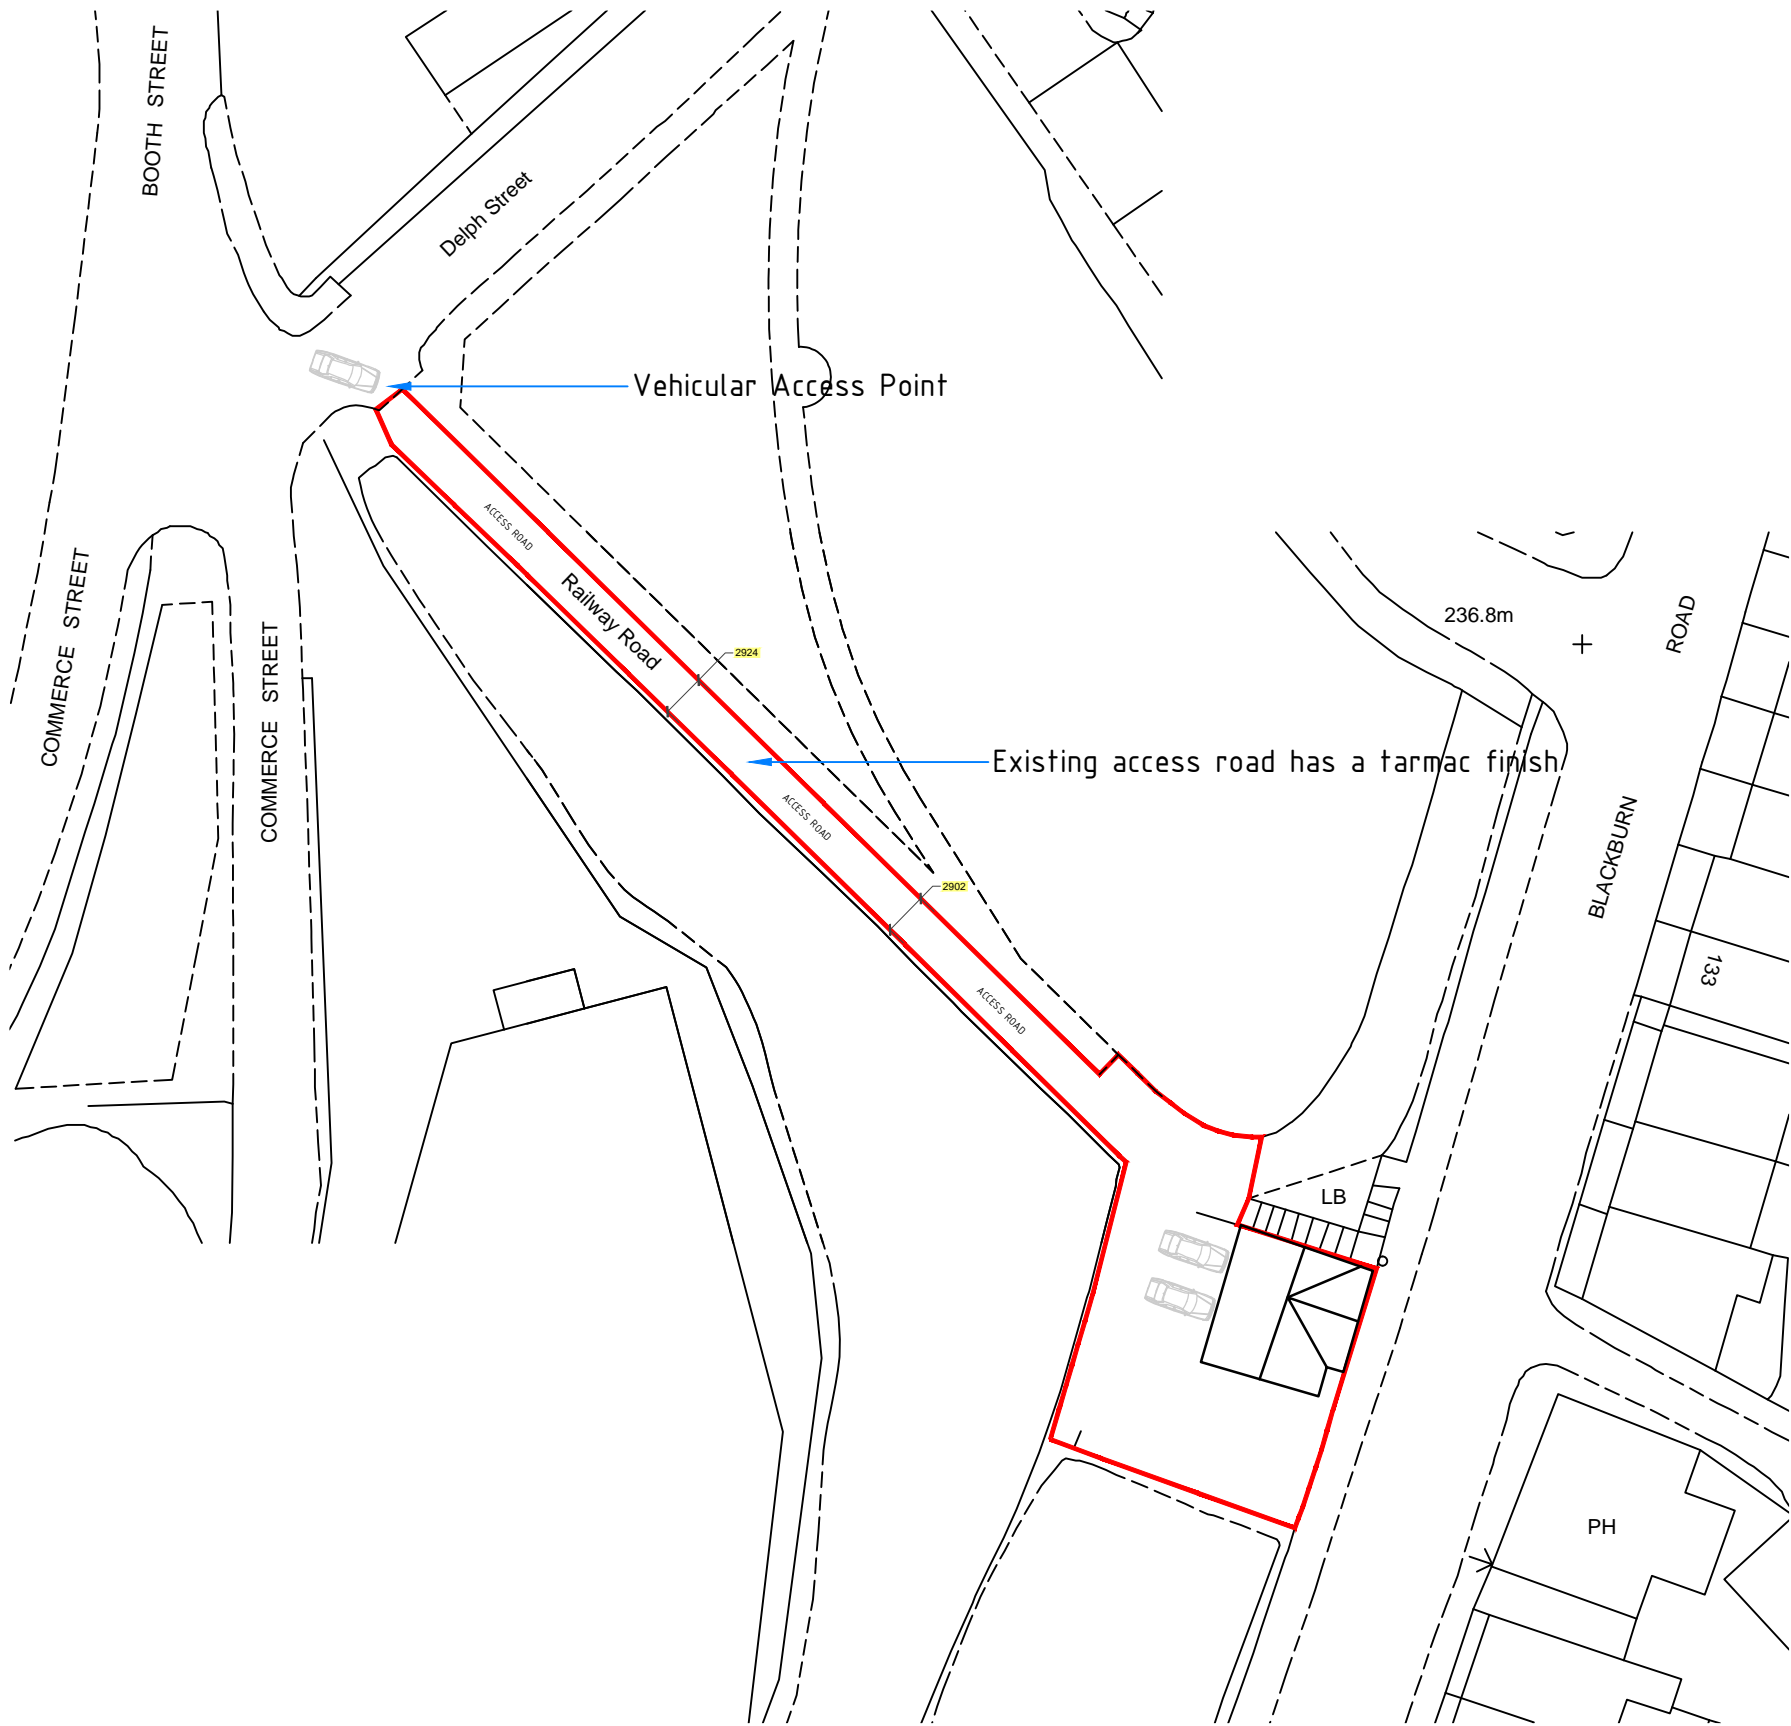 BOOTH STREET
Delph Street
Vehicular Access Point
ACCESS ROAD
COMMERCE STREET
Railway Road
236.8m
ROAD
COMMERCE STREET
2924
Existing access road has a tarmac finish
ACCESS ROAD
BLACKBURN
2902
133
ACCESS ROAD
LB
PH